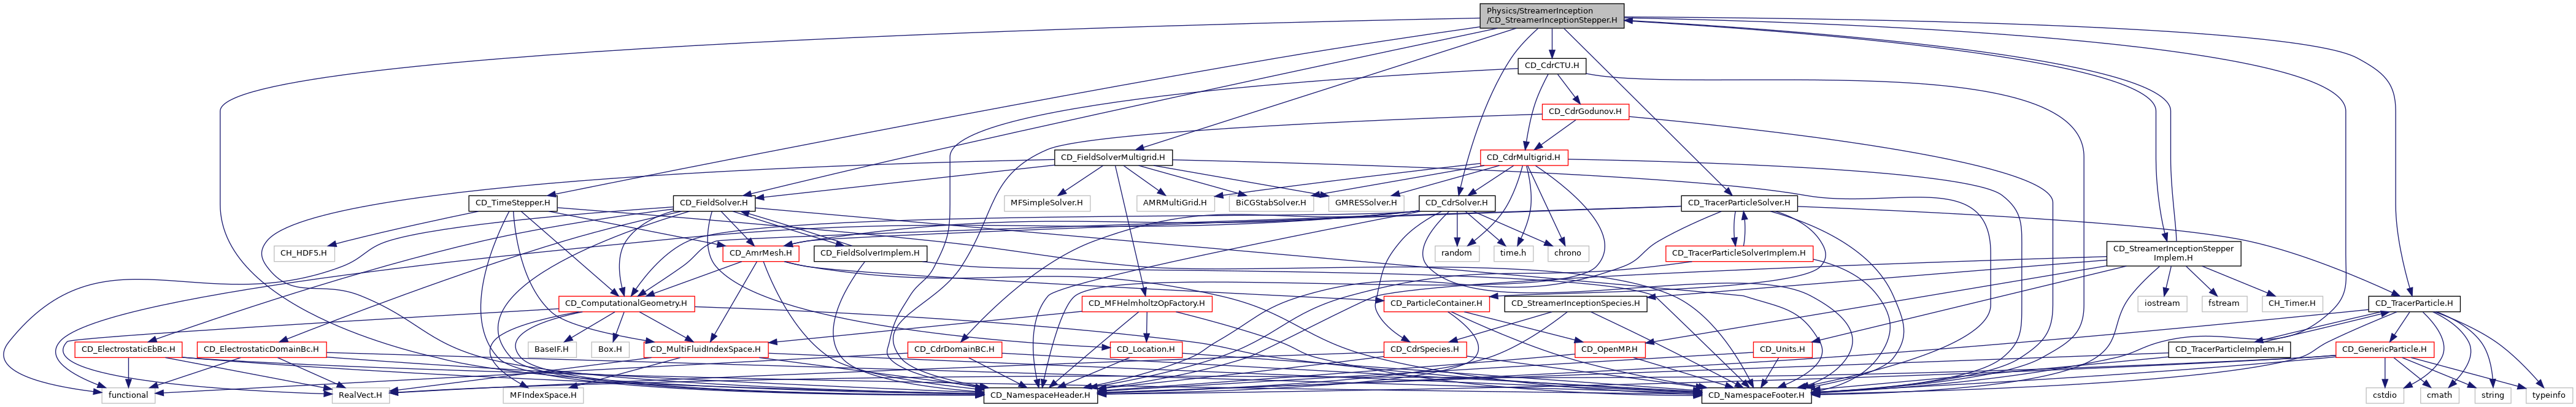 Physics/StreamerInception
/CD_StreamerInceptionStepper.H
CD_CdrCTU.H
CD_CdrGodunov.H
CD_FieldSolverMultigrid.H
CD_CdrMultigrid.H
CD_TimeStepper.H
CD_FieldSolver.H
MFSimpleSolver.H
AMRMultiGrid.H
BiCGStabSolver.H
GMRESSolver.H
CD_CdrSolver.H
CD_TracerParticleSolver.H
CH_HDF5.H
CD_AmrMesh.H
CD_FieldSolverImplem.H
random
time.h
chrono
CD_TracerParticleSolverImplem.H
CD_StreamerInceptionStepper
Implem.H
CD_ComputationalGeometry.H
CD_MFHelmholtzOpFactory.H
CD_ParticleContainer.H
CD_StreamerInceptionSpecies.H
iostream
fstream
CH_Timer.H
CD_TracerParticle.H
CD_ElectrostaticEbBc.H
CD_ElectrostaticDomainBc.H
BaseIF.H
Box.H
CD_MultiFluidIndexSpace.H
CD_CdrDomainBC.H
CD_Location.H
CD_CdrSpecies.H
CD_OpenMP.H
CD_Units.H
CD_TracerParticleImplem.H
CD_GenericParticle.H
functional
RealVect.H
MFIndexSpace.H
CD_NamespaceHeader.H
CD_NamespaceFooter.H
cstdio
cmath
string
typeinfo